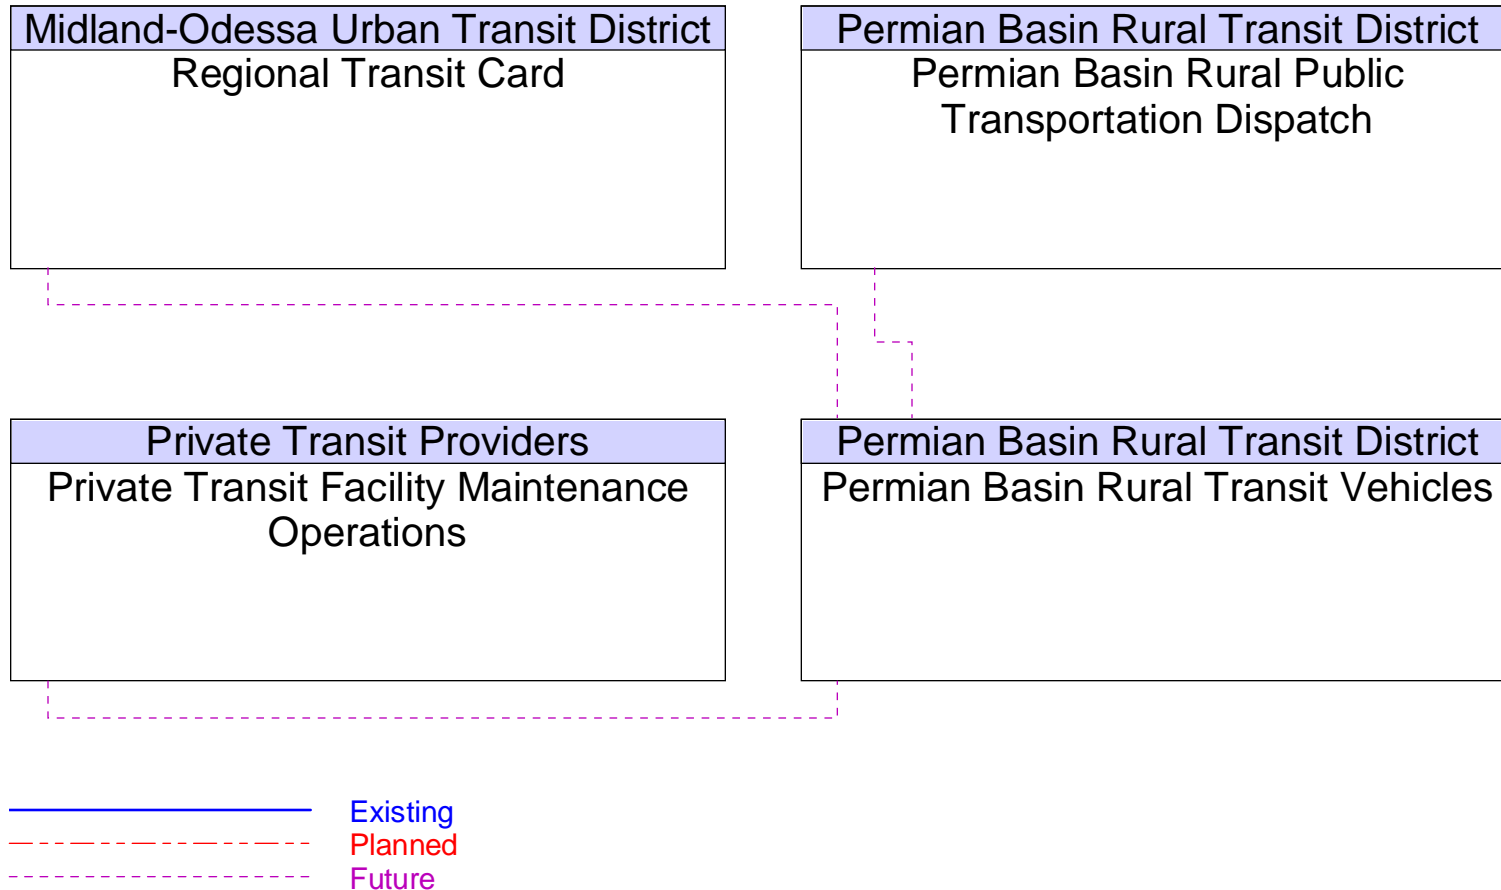 Midland-Odessa Urban Transit District
Regional Transit Card
Permian Basin Rural Transit District
Permian Basin Rural Public
Transportation Dispatch
Private Transit Providers
Private Transit Facility Maintenance
Operations
Permian Basin Rural Transit District
Permian Basin Rural Transit Vehicles
Existing
Planned
Future